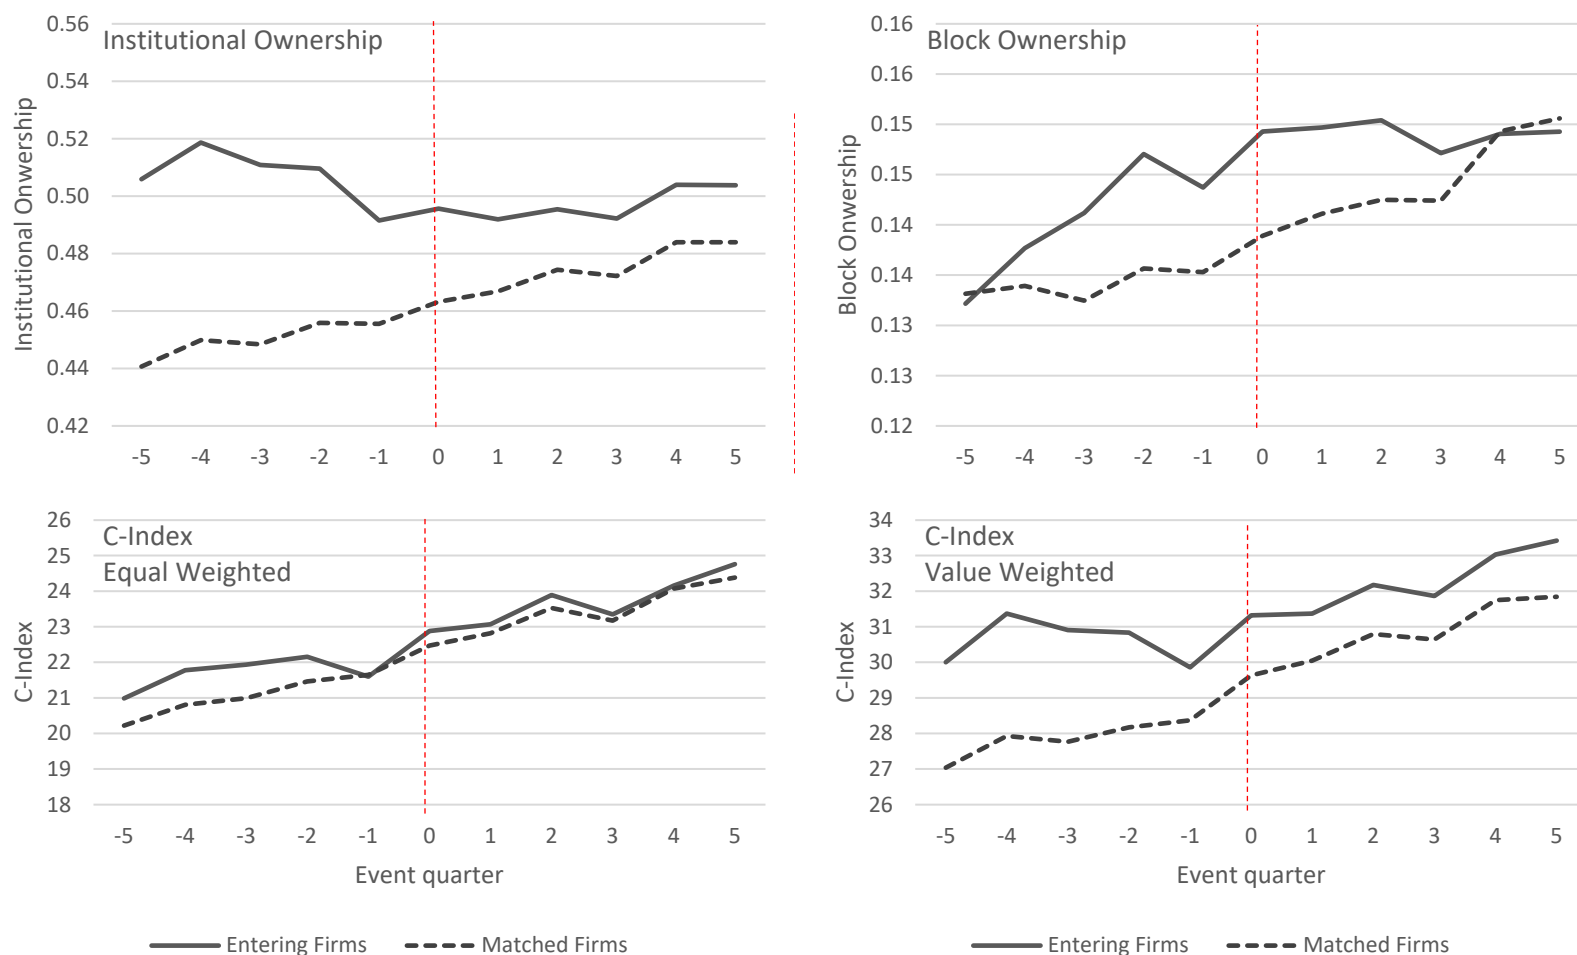 Institutional Ownership
Institutional Onwership
0.56
0.54
0.52
0.50
0.48
0.46
0.44
0.42
-5 -4 -3 -2 -1 0 1 2 3 4 5
Block Ownership
Block Onwership
0.16
0.16
0.15
0.15
0.14
0.14
0.13
0.13
0.12
-5 -4 -3 -2 -1 0 1 2 3 4 5
C-Index
Equal Weighted
C-Index
26
25
24
23
22
21
20
19
18
-5 -4 -3 -2 -1 0 1 2 3 4 5
Event quarter
Entering Firms Matched Firms
C-Index
Value Weighted
C-Index
34
33
32
31
30
29
28
27
26
-5 -4 -3 -2 -1 0 1 2 3 4 5
Event quarter
Entering Firms Matched Firms